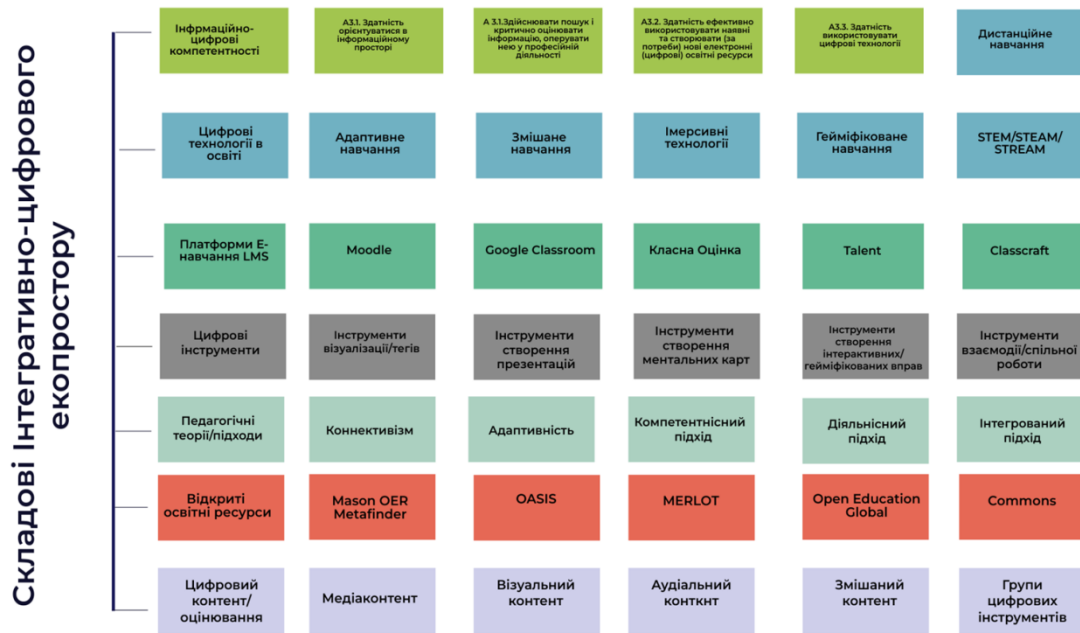 Складові Інтегративно-цифрового
екопростору
Інфрмаційно-
цифрові
компетентності
А3.1. Здатність
орієнтуватися в
інформаційному
просторі
А 3.1.Здійснювати пошук і
критично оцінювати
інформацію, оперувати
нею у професійній
діяльності
А3.2. Здатність ефективно
використовувати наявні
та створювати (за
потреби) нові електронні
(цифрові) освітні ресурси
А3.3. Здатність
використовувати
цифрові технології
Дистанційне
навчання
Цифрові
технології в
освіті
Адаптивне
навчання
Змішане
навчання
Імерсивні
технології
Гейміфіковане
навчання
STEM/STEAM/
STREAM
Платформи Е-
навчання LMS
Moodle
Google Classroom
Класна Оцінка
Talent
Classcraft
Цифрові
інструменти
Інструменти
візуалізації/тегів
Інструменти
створення
презентацій
Інструменти
створення
ментальних карт
Інструменти
створення
інтерактивних/
гейміфікованих вправ
Інструменти
взаємодії/спільної
роботи
Педагогічні
теорії/підходи
Коннективізм
Адаптивність
Компетентнісний
підхід
Діяльнісний
підхід
Інтегрований
підхід
Відкриті
освітні ресурси
Mason OER
Metafinder
OASIS
MERLOT
Open Education
Global
Commons
Цифровий
контент/
оцінювання
Медіаконтент
Візуальний
контент
Аудіальний
конткнт
Змішаний
контент
Групи
цифрових
інструментів